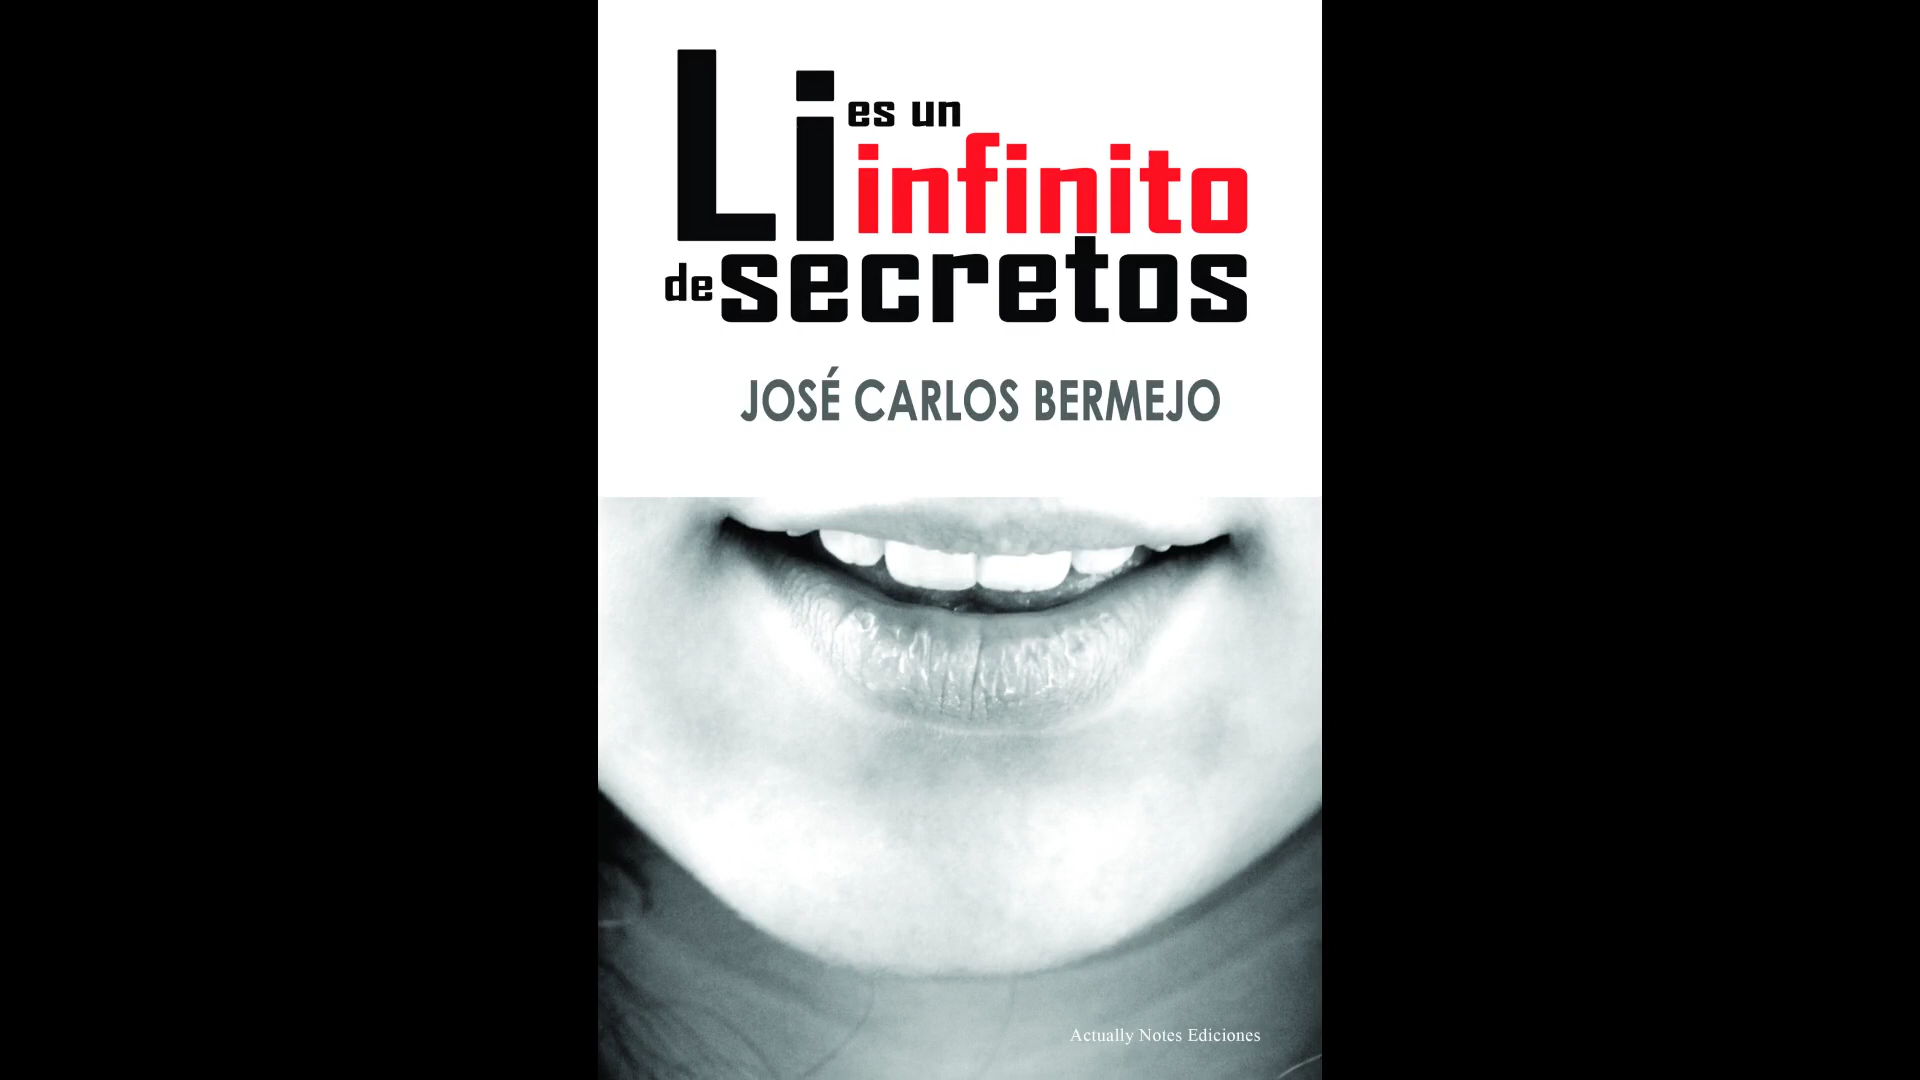 Li es un
infinito
de secretos
JOSÉ CARLOS BERMEJO
Actually Notes Ediciones